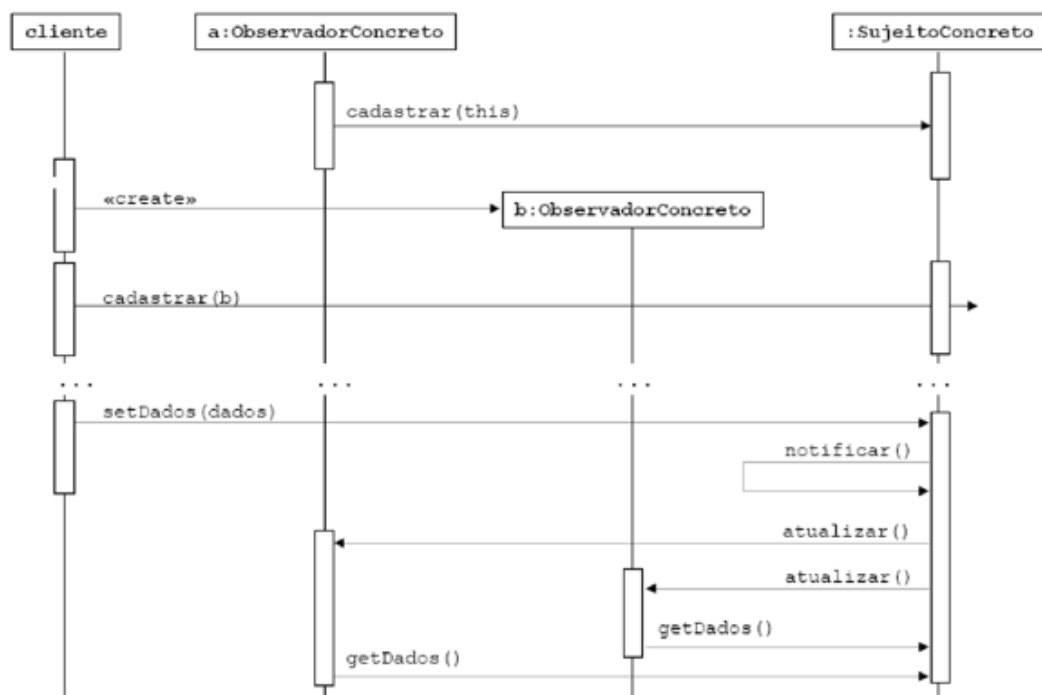 cliente
a:ObservadorConcreto
:SujeitoConcreto
cadastrar(this)
«create»
b:ObservadorConcreto
cadastrar(b)
... ... ... ...
setDados(dados)
notificar()
atualizar()
atualizar()
getDados()
getDados()